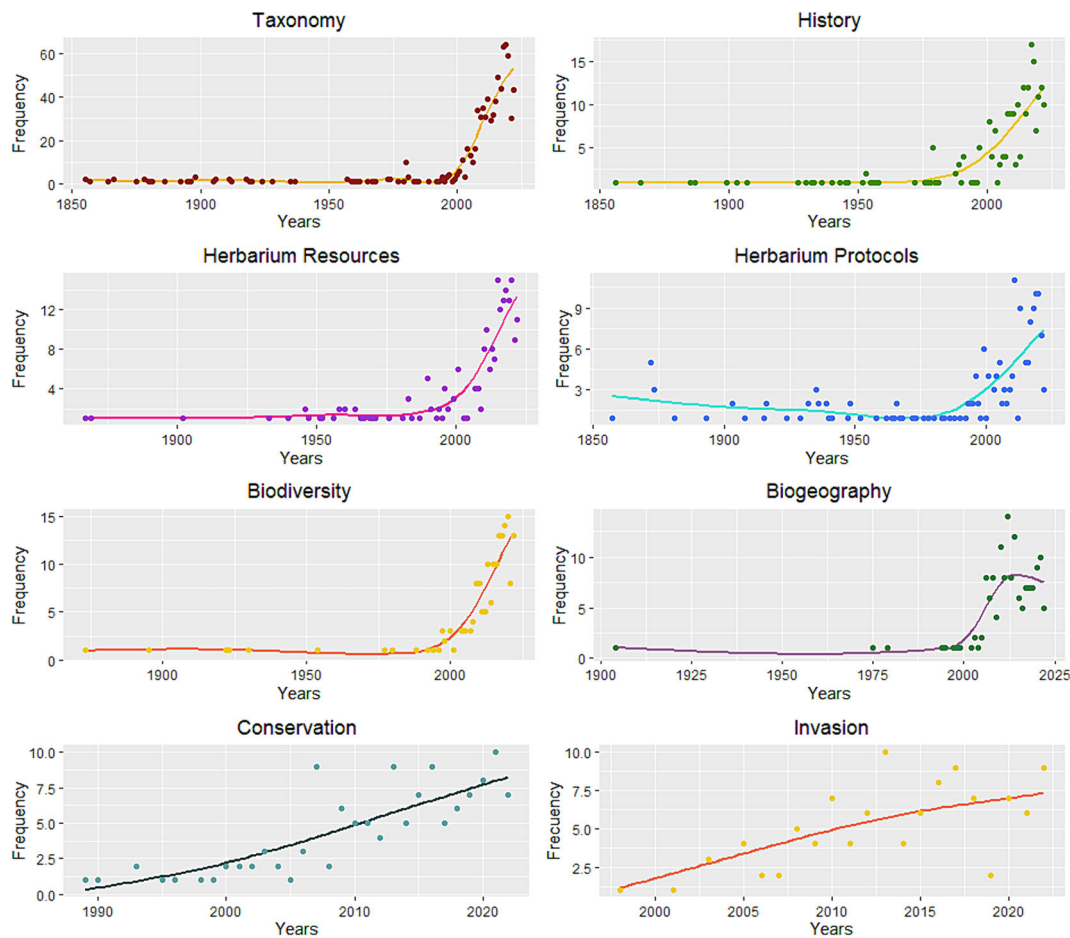 Taxonomy
Frequency
60
40
20
0
1850
1900
1950
2000
Years
History
Frequency
15
10
5
1850
1900
1950
2000
Years
Herbarium Resources
Frequency
12
8
4
1900
1950
2000
Years
Herbarium Protocols
Frequency
9
6
3
1850
1900
1950
2000
Years
Biodiversity
Frequency
15
10
5
0
1900
1950
2000
Years
Biogeography
Frequency
10
5
0
1900
1925
1950
1975
2000
2025
Years
Conservation
Frequency
10.0
7.5
5.0
2.5
0.0
1990
2000
2010
2020
Years
Invasion
Frecuency
10.0
7.5
5.0
2.5
2000
2005
2010
2015
2020
Years